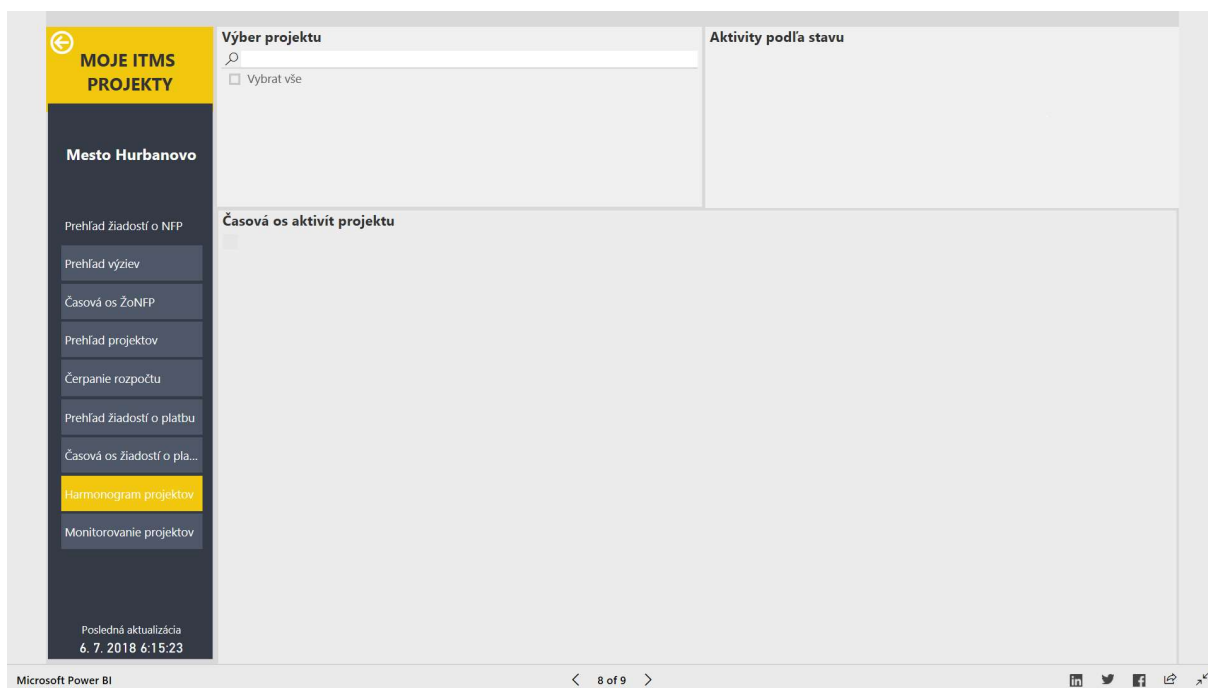 MOJE ITMS
PROJEKTY
Mesto Hurbanovo
Prehľad žiadostí o NFP
Prehľad výziev
Časová os ŽoNFP
Prehľad projektov
Čerpanie rozpočtu
Prehľad žiadostí o platbu
Časová os žiadostí o pla...
Harmonogram projektov
Monitorovanie projektov
Posledná aktualizácia
6. 7. 2018 6:15:23
Výber projektu
Vybrat vše
Aktivity podľa stavu
Časová os aktivít projektu
Microsoft Power BI
8 of 9